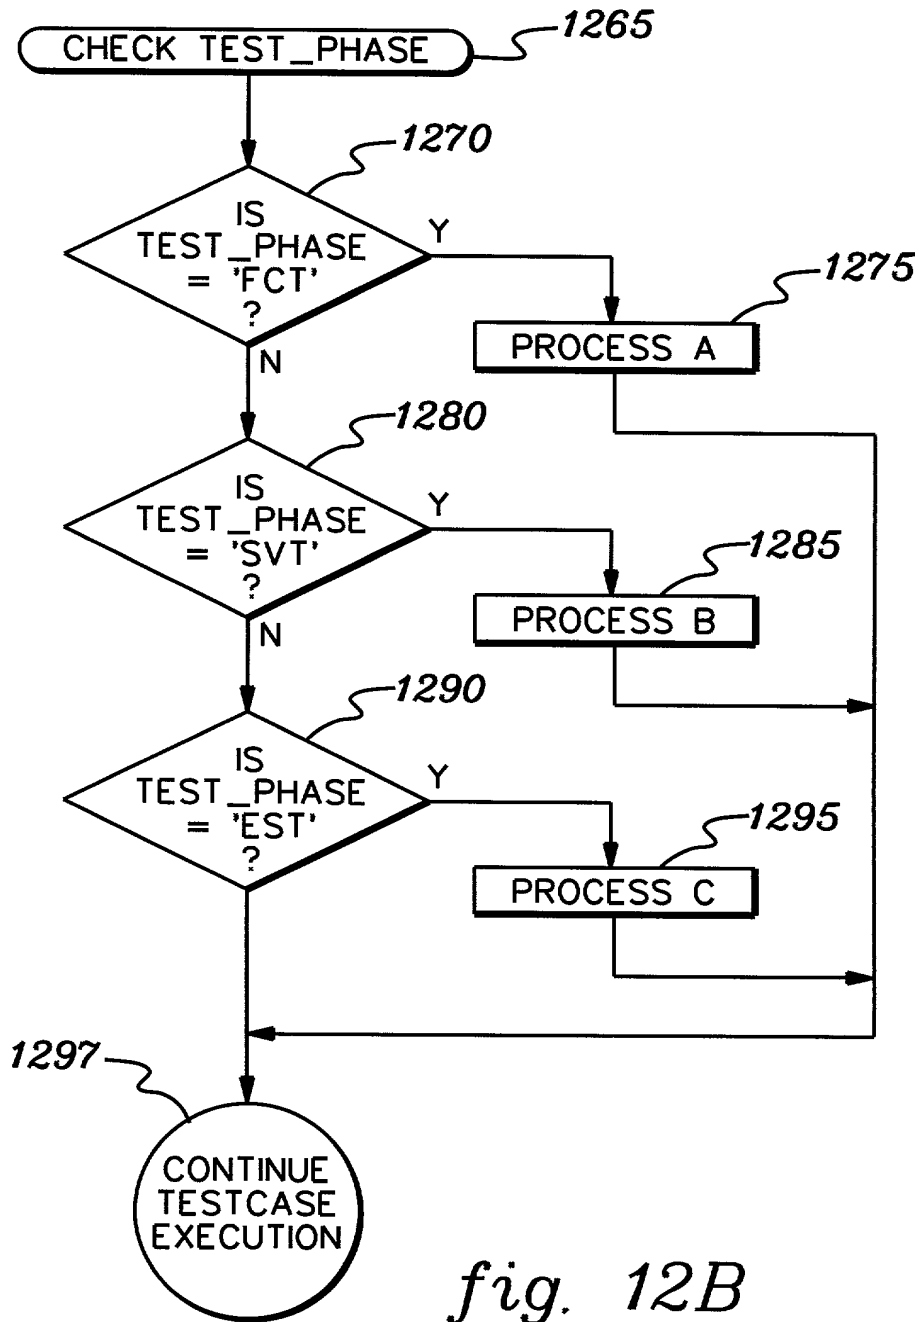 CHECK TEST_PHASE
1265
1270
IS
TEST_PHASE
= 'FCT'
?
Y
N
1275
PROCESS A
1280
IS
TEST_PHASE
= 'SVT'
?
Y
N
1285
PROCESS B
1290
IS
TEST_PHASE
= 'EST'
?
Y
1295
PROCESS C
1297
CONTINUE
TESTCASE
EXECUTION
fig. 12B